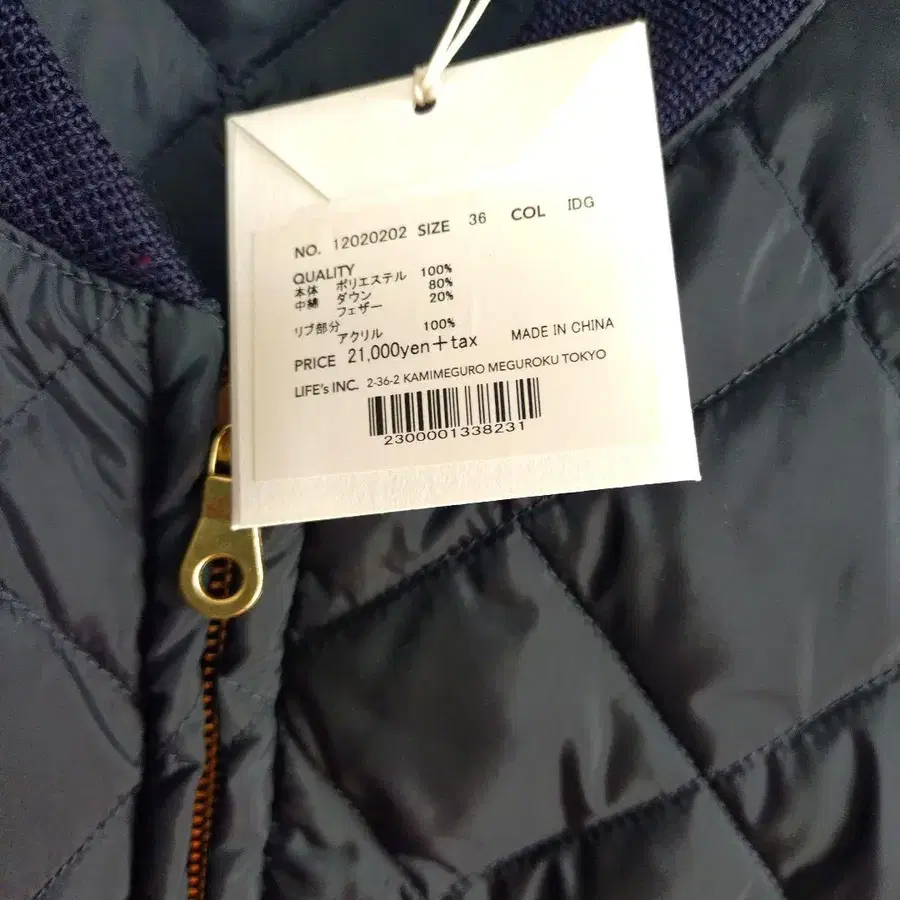 NO. 12020202 SIZE 36 COL IDG
QUALITY
本体 ポリエステル 100%
中綿 ダウン 80%
フェザー 20%
リブ部分
アクリル 100%
PRICE 21,000yen+tax MADE IN CHINA
LIFE's INC. 2-36-2 KAMIMEGURO MEGUROKU TOKYO
2300001338231